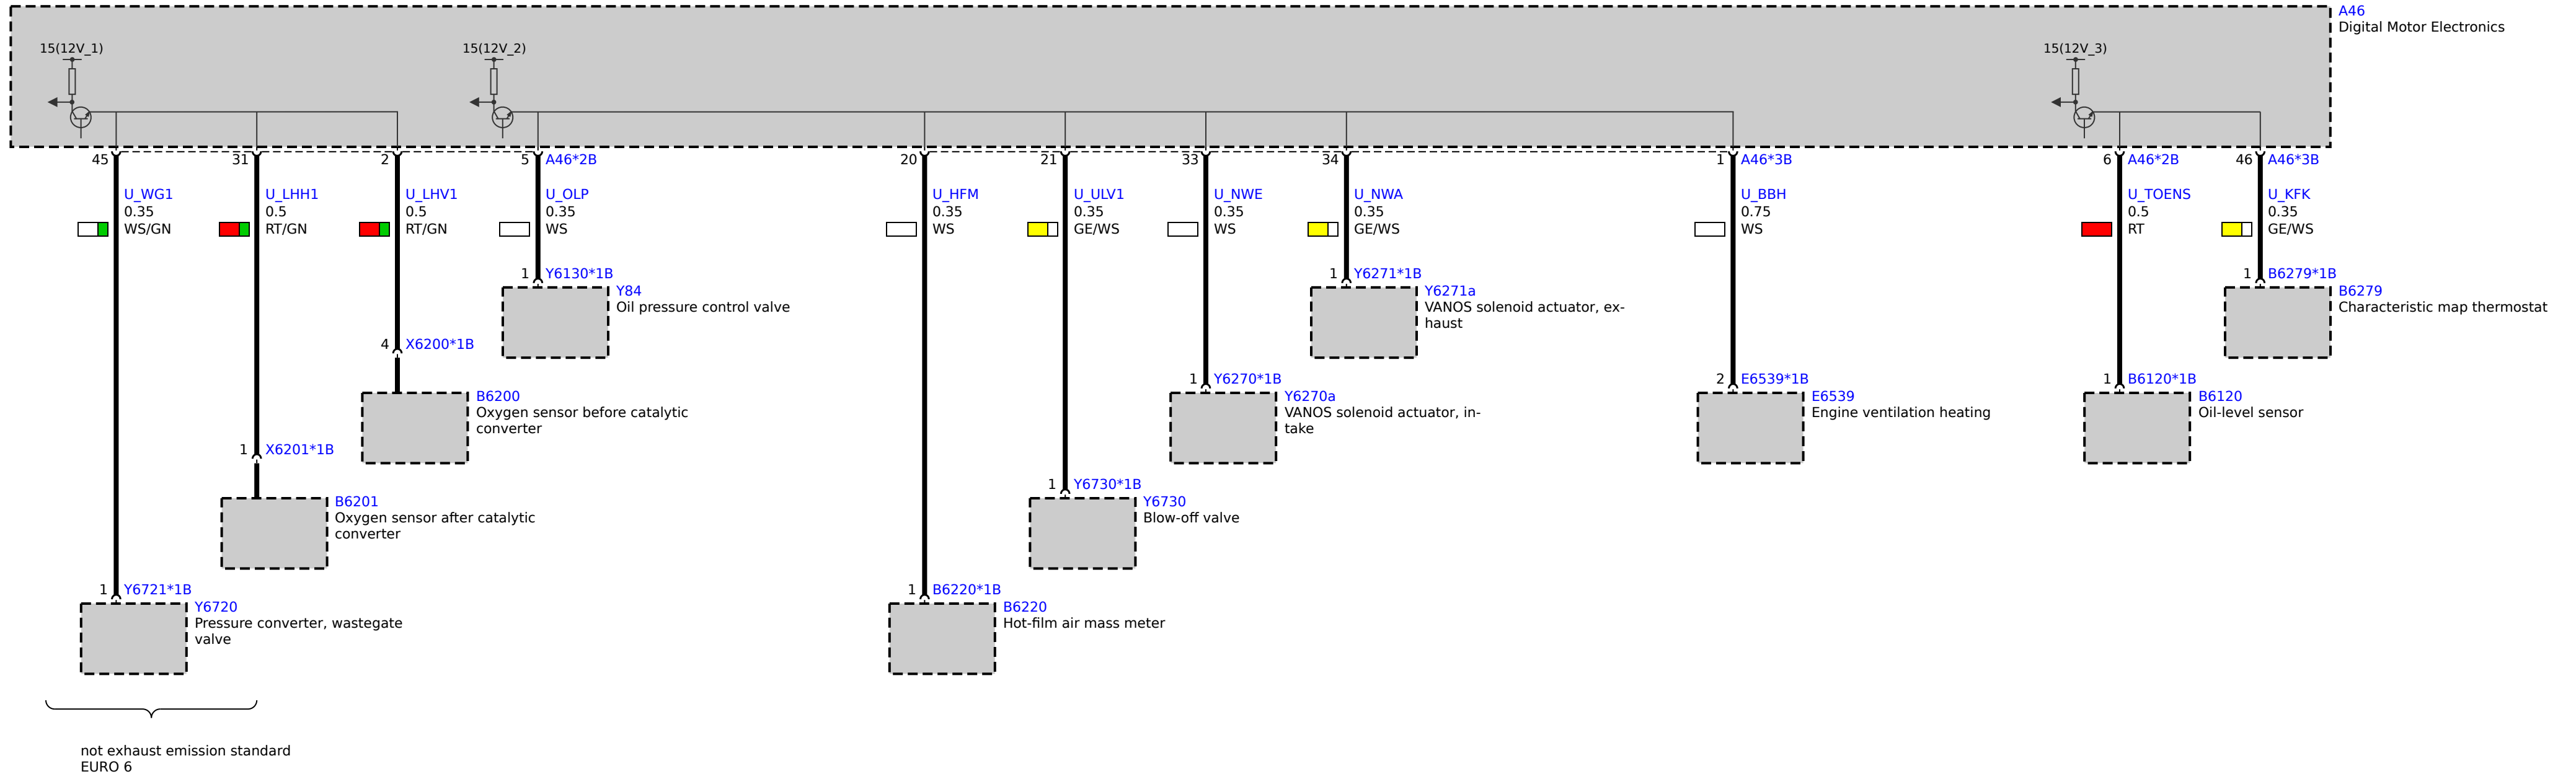 A46
Digital Motor Electronics
15(12V_1)
15(12V_2)
15(12V_3)
45
31
2
5
A46*2B
20
21
33
34
1
A46*3B
6
A46*2B
46
A46*3B
U_WG1
0.35
WS/GN
U_LHH1
0.5
RT/GN
U_LHV1
0.5
RT/GN
U_OLP
0.35
WS
U_HFM
0.35
WS
U_ULV1
0.35
GE/WS
U_NWE
0.35
WS
U_NWA
0.35
GE/WS
U_BBH
0.75
WS
U_TOENS
0.5
RT
U_KFK
0.35
GE/WS
1
Y6130*1B
Y84
Oil pressure control valve
1
Y6271*1B
Y6271a
VANOS solenoid actuator, ex-
haust
1
B6279*1B
B6279
Characteristic map thermostat
4
X6200*1B
B6200
Oxygen sensor before catalytic
converter
1
Y6270*1B
Y6270a
VANOS solenoid actuator, in-
take
2
E6539*1B
E6539
Engine ventilation heating
1
B6120*1B
B6120
Oil-level sensor
1
X6201*1B
B6201
Oxygen sensor after catalytic
converter
1
Y6730*1B
Y6730
Blow-off valve
1
Y6721*1B
Y6720
Pressure converter, wastegate
valve
1
B6220*1B
B6220
Hot-film air mass meter
not exhaust emission standard
EURO 6